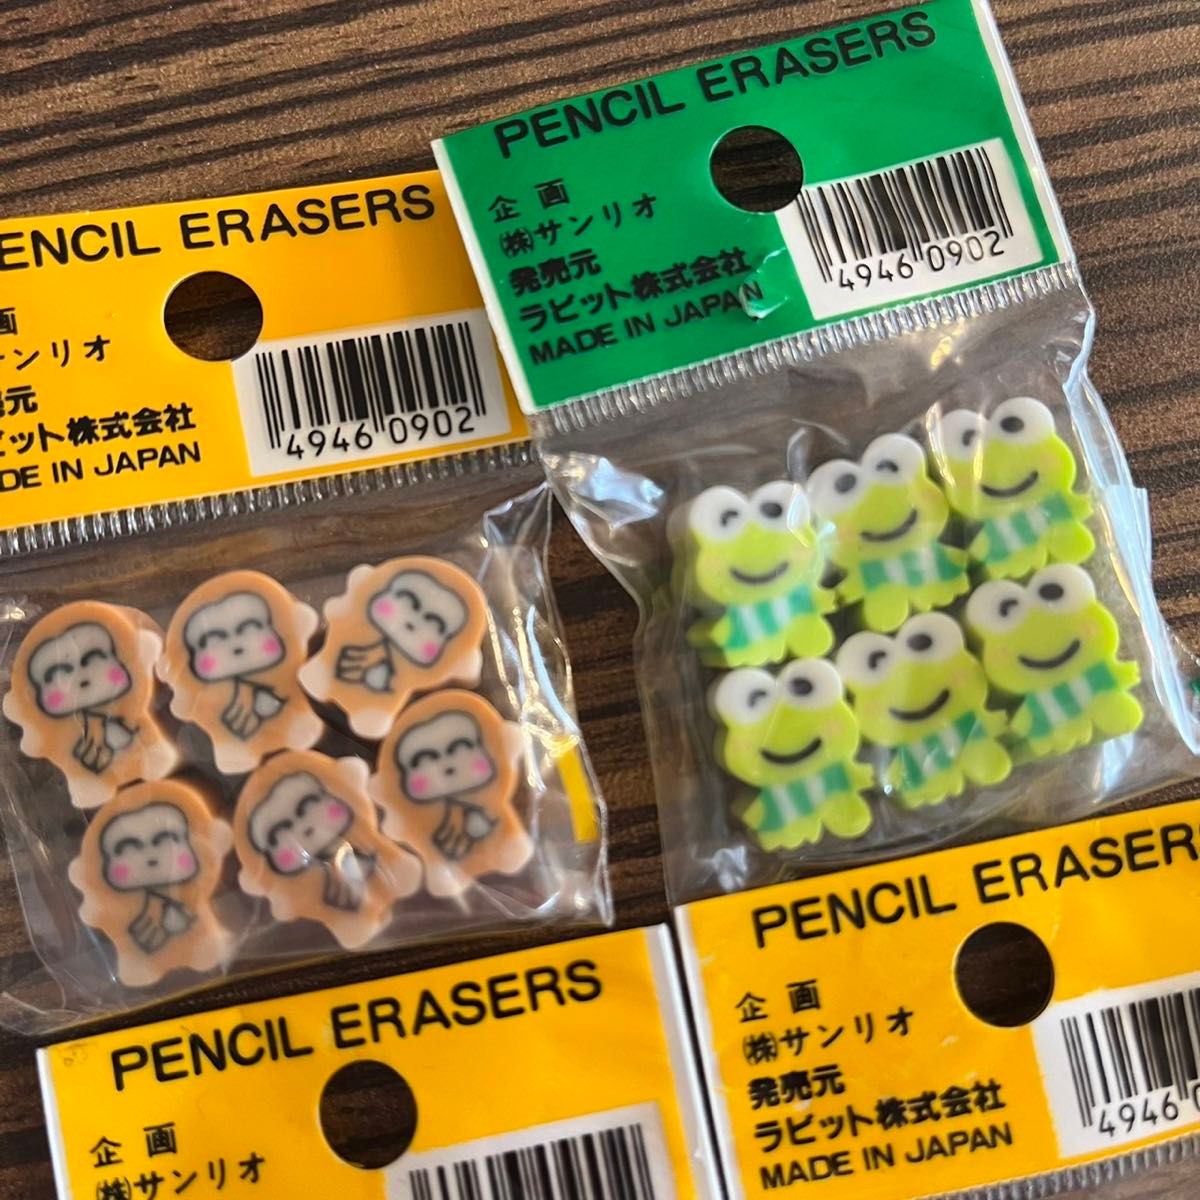 PENCIL ERASERS
企画
㈱サンリオ
発売元
ラビット株式会社
MADE IN JAPAN
4946 0902
ENCIL ERASERS
画
ンリオ
元
ビット株式会社
DE IN JAPAN
4946 0902
PENCIL ERASERS
企画
㈱サンリオ
PENCIL ERASER
企画
㈱サンリオ
発売元
ラビット株式会社
MADE IN JAPAN
4946